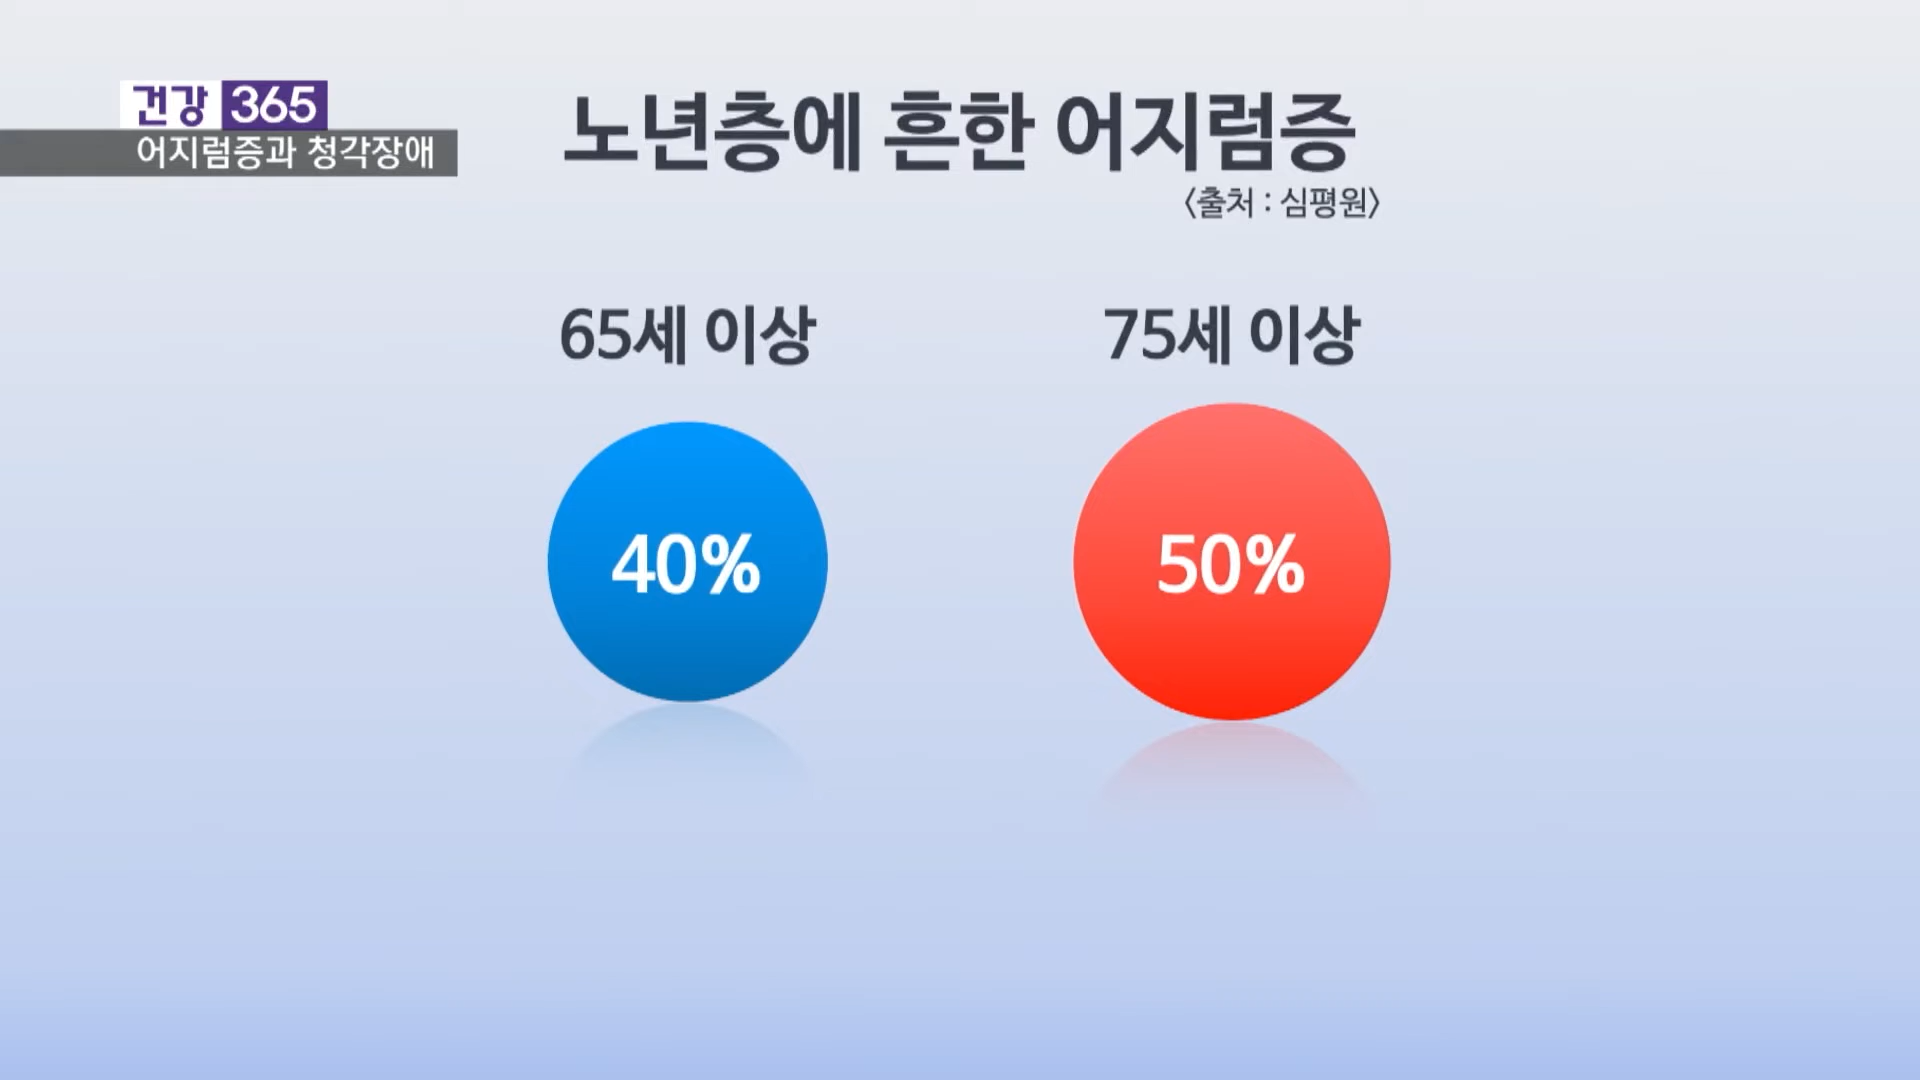 건강 365
어지럼증과 청각장애
노년층에 흔한 어지럼증
〈출처 : 심평원〉
65세 이상
75세 이상
40%
50%